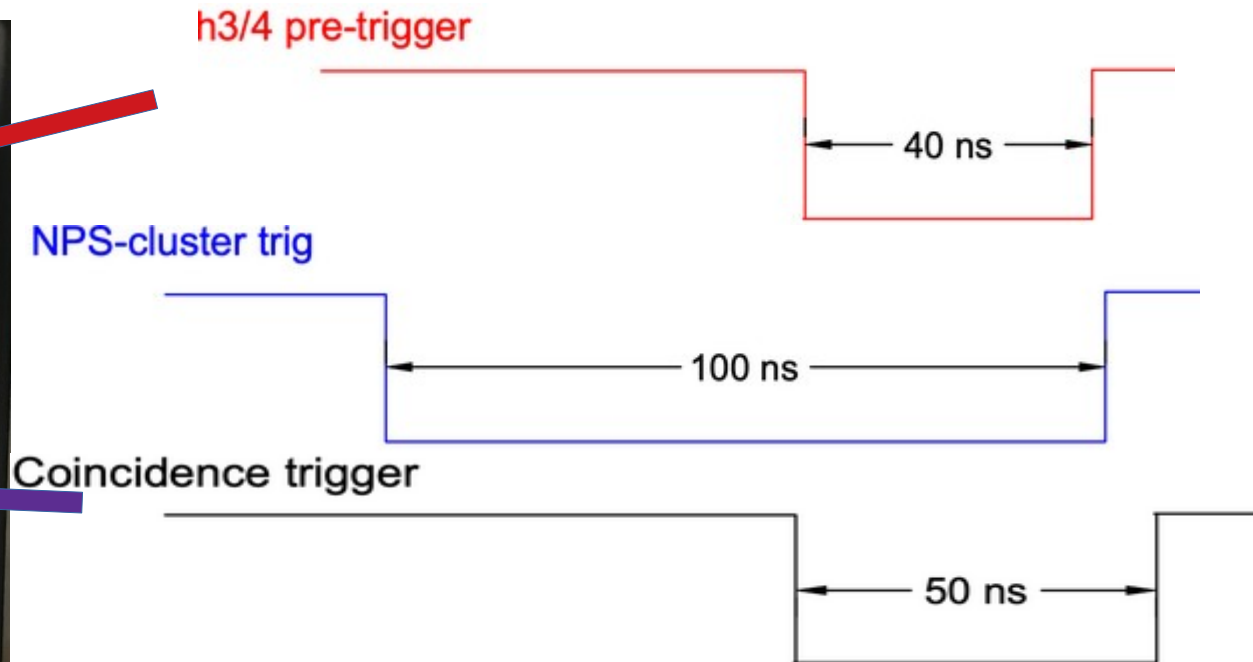 h3/4 pre-trigger
40 ns
NPS-cluster trig
100 ns
Coincidence trigger
50 ns